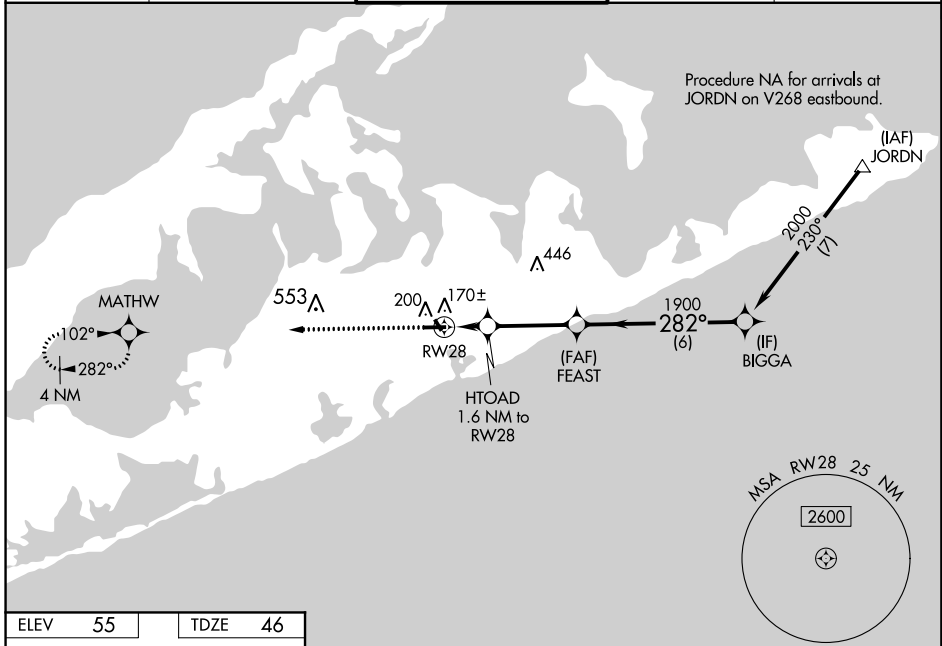 Procedure NA for arrivals at
JORDN on V268 eastbound.
(IAF)
JORDN
2000
230°
(7)
446
553
200
170±
MATHW
102°
282°
4 NM
RW28
1900
282°
(6)
(IF)
BIGGA
(FAF)
FEAST
HTOAD
1.6 NM to
RW28
MSA RW28 25 NM
2600
ELEV 55
TDZE 46